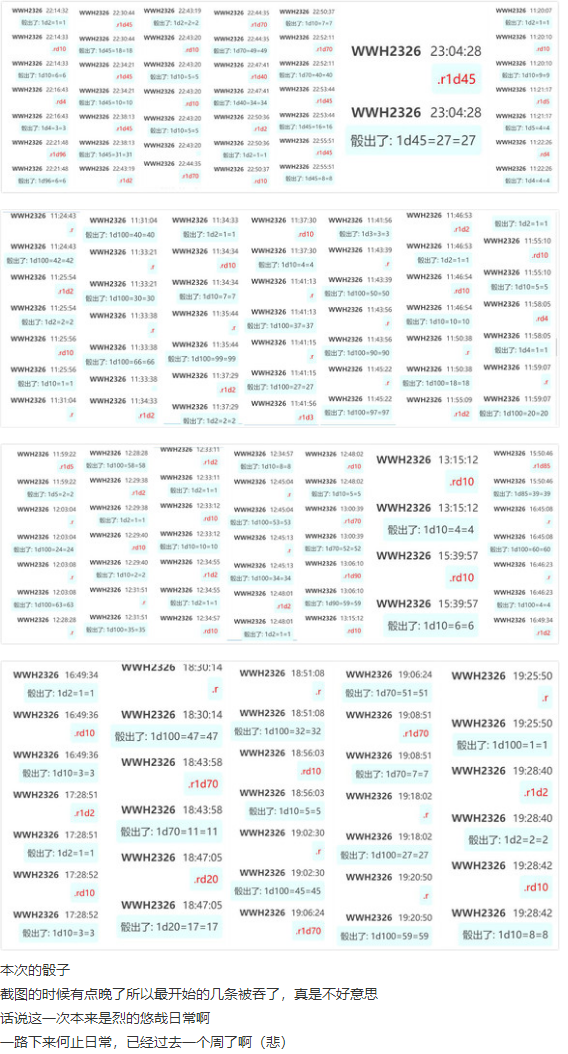 WWH2326 22:14:32
骰出了: 1d2=1=1
WWH2326 22:14:33
.rd10
WWH2326 22:14:33
骰出了: 1d10=6=6
WWH2326 22:16:43
.rd4
WWH2326 22:16:43
骰出了: 1d4=3=3
WWH2326 22:21:48
.r1d96
WWH2326 22:21:48
骰出了: 1d96=6=6
WWH2326 22:30:44
.r1d45
WWH2326 22:30:44
骰出了: 1d45=18=18
WWH2326 22:34:21
.r1d45
WWH2326 22:34:21
骰出了: 1d45=10=10
WWH2326 22:38:13
.r1d45
WWH2326 22:38:13
骰出了: 1d45=31=31
WWH2326 22:43:19
.r1d2
WWH2326 22:43:19
骰出了: 1d2=2=2
WWH2326 22:43:20
.rd10
WWH2326 22:43:20
骰出了: 1d10=5=5
WWH2326 22:43:20
.rd10
WWH2326 22:43:20
骰出了: 1d10=5=5
WWH2326 22:44:35
.r1d70
WWH2326 22:44:35
.r1d70
WWH2326 22:44:35
骰出了: 1d70=49=49
WWH2326 22:47:41
.r1d40
WWH2326 22:47:41
骰出了: 1d40=34=34
WWH2326 22:50:36
.r1d2
WWH2326 22:50:36
骰出了: 1d2=1=1
WWH2326 22:50:37
.rd10
WWH2326 22:50:37
骰出了: 1d10=7=7
WWH2326 22:52:11
.r1d70
WWH2326 22:52:11
骰出了: 1d70=40=40
WWH2326 22:53:44
.r1d45
WWH2326 22:53:44
骰出了: 1d45=16=16
WWH2326 22:55:51
.r1d45
WWH2326 22:55:51
骰出了: 1d45=8=8
WWH2326 23:04:28
.r1d45
WWH2326 23:04:28
骰出了: 1d45=27=27
WWH2326 11:20:07
骰出了: 1d2=1=1
WWH2326 11:20:10
.rd10
WWH2326 11:20:10
骰出了: 1d10=9=9
WWH2326 11:21:17
.r1d5
WWH2326 11:21:17
骰出了: 1d5=4=4
WWH2326 11:22:26
.rd4
WWH2326 11:22:26
骰出了: 1d4=4=4
WWH2326 11:24:43
.r
WWH2326 11:24:43
骰出了: 1d100=42=42
WWH2326 11:25:54
.r1d2
WWH2326 11:25:54
骰出了: 1d2=2=2
WWH2326 11:25:56
.rd10
WWH2326 11:25:56
骰出了: 1d10=1=1
WWH2326 11:31:04
.r
WWH2326 11:31:04
骰出了: 1d100=40=40
WWH2326 11:33:21
.r
WWH2326 11:33:21
骰出了: 1d100=30=30
WWH2326 11:33:38
.r
WWH2326 11:33:38
骰出了: 1d100=66=66
WWH2326 11:33:38
WWH2326 11:34:33
.r1d2
WWH2326 11:34:33
骰出了: 1d2=1=1
WWH2326 11:34:34
.rd10
WWH2326 11:34:34
骰出了: 1d10=7=7
WWH2326 11:35:44
.r
WWH2326 11:35:44
骰出了: 1d100=99=99
WWH2326 11:37:29
.r1d2
WWH2326 11:37:29
骰出了: 1d2=2=2
WWH2326 11:37:30
.rd10
WWH2326 11:37:30
骰出了: 1d10=4=4
WWH2326 11:41:13
.r
WWH2326 11:41:13
骰出了: 1d100=37=37
WWH2326 11:41:15
.r
WWH2326 11:41:15
骰出了: 1d100=27=27
WWH2326 11:41:56
.r1d3
WWH2326 11:41:56
骰出了: 1d3=3=3
WWH2326 11:43:39
.r
WWH2326 11:43:39
骰出了: 1d100=50=50
WWH2326 11:43:56
.r
WWH2326 11:43:56
骰出了: 1d100=90=90
WWH2326 11:45:22
.r
WWH2326 11:45:22
骰出了: 1d100=97=97
WWH2326 11:46:53
.r1d2
WWH2326 11:46:53
骰出了: 1d2=1=1
WWH2326 11:46:54
.rd10
WWH2326 11:46:54
骰出了: 1d10=10=10
WWH2326 11:50:38
.r
WWH2326 11:50:38
骰出了: 1d100=18=18
WWH2326 11:55:09
.r1d2
骰出了: 1d2=1=1
WWH2326 11:55:10
.rd10
WWH2326 11:55:10
骰出了: 1d10=5=5
WWH2326 11:58:05
.rd4
WWH2326 11:58:05
骰出了: 1d4=1=1
WWH2326 11:59:07
.r
WWH2326 11:59:07
骰出了: 1d100=20=20
WWH2326 11:59:22
.r1d5
WWH2326 11:59:22
骰出了: 1d5=2=2
WWH2326 12:03:04
.r
WWH2326 12:03:04
骰出了: 1d100=24=24
WWH2326 12:03:08
.r
WWH2326 12:03:08
骰出了: 1d100=63=63
WWH2326 12:28:28
.r
WWH2326 12:28:28
骰出了: 1d100=58=58
WWH2326 12:29:38
.r1d2
WWH2326 12:29:38
骰出了: 1d2=1=1
WWH2326 12:29:40
.rd10
WWH2326 12:29:40
骰出了: 1d10=2=2
WWH2326 12:31:51
.r
WWH2326 12:31:51
骰出了: 1d100=35=35
WWH2326 12:33:11
.r1d2
WWH2326 12:33:11
骰出了: 1d2=1=1
WWH2326 12:33:12
.rd10
WWH2326 12:33:12
骰出了: 1d10=10=10
WWH2326 12:34:55
.r1d2
WWH2326 12:34:55
骰出了: 1d2=1=1
WWH2326 12:34:57
.rd10
WWH2326 12:34:57
骰出了: 1d10=8=8
WWH2326 12:45:04
.r
WWH2326 12:45:04
骰出了: 1d100=53=53
WWH2326 12:45:13
.r
WWH2326 12:45:13
骰出了: 1d100=34=34
WWH2326 12:48:01
.r1d2
WWH2326 12:48:01
骰出了: 1d2=1=1
WWH2326 12:48:02
.rd10
WWH2326 12:48:02
骰出了: 1d10=5=5
WWH2326 13:00:39
.r1d70
WWH2326 13:00:39
骰出了: 1d70=52=52
WWH2326 13:06:10
.r1d90
WWH2326 13:06:10
骰出了: 1d90=59=59
WWH2326 13:15:12
.rd10
WWH2326 13:15:12
.rd10
WWH2326 13:15:12
骰出了: 1d10=4=4
WWH2326 15:39:57
.rd10
WWH2326 15:39:57
骰出了: 1d10=6=6
WWH2326 15:50:46
.r1d85
WWH2326 15:50:46
骰出了: 1d85=39=39
WWH2326 16:45:08
.r
WWH2326 16:45:08
骰出了: 1d100=60=60
WWH2326 16:46:23
.r
WWH2326 16:46:23
骰出了: 1d100=4=4
WWH2326 16:49:34
.r1d2
WWH2326 16:49:34
骰出了: 1d2=1=1
WWH2326 16:49:36
.rd10
WWH2326 16:49:36
骰出了: 1d10=3=3
WWH2326 17:28:51
.r1d2
WWH2326 17:28:51
骰出了: 1d2=1=1
WWH2326 17:28:52
.rd10
WWH2326 17:28:52
骰出了: 1d10=3=3
WWH2326 18:30:14
.r
WWH2326 18:30:14
骰出了: 1d100=47=47
WWH2326 18:43:58
.r1d70
WWH2326 18:43:58
骰出了: 1d70=11=11
WWH2326 18:47:05
.rd20
WWH2326 18:47:05
骰出了: 1d20=17=17
WWH2326 18:51:08
.r
WWH2326 18:51:08
骰出了: 1d100=32=32
WWH2326 18:56:03
.rd10
WWH2326 18:56:03
骰出了: 1d10=5=5
WWH2326 19:02:30
.r
WWH2326 19:02:30
骰出了: 1d100=45=45
WWH2326 19:06:24
.r1d70
WWH2326 19:06:24
骰出了: 1d70=51=51
WWH2326 19:08:51
.r1d70
WWH2326 19:08:51
骰出了: 1d70=7=7
WWH2326 19:18:02
.r
WWH2326 19:18:02
骰出了: 1d100=27=27
WWH2326 19:20:50
.r
WWH2326 19:20:50
骰出了: 1d100=59=59
WWH2326 19:25:50
.r
WWH2326 19:25:50
骰出了: 1d100=1=1
WWH2326 19:28:40
.r1d2
WWH2326 19:28:40
骰出了: 1d2=2=2
WWH2326 19:28:42
.rd10
WWH2326 19:28:42
骰出了: 1d10=8=8
本次的骰子
截图的时候有点晚了所以最开始的几条被吞了，真是不好意思
话说这一次本来是烈的悠哉日常啊
一路下来何止日常，已经过去一个周了啊（悲）